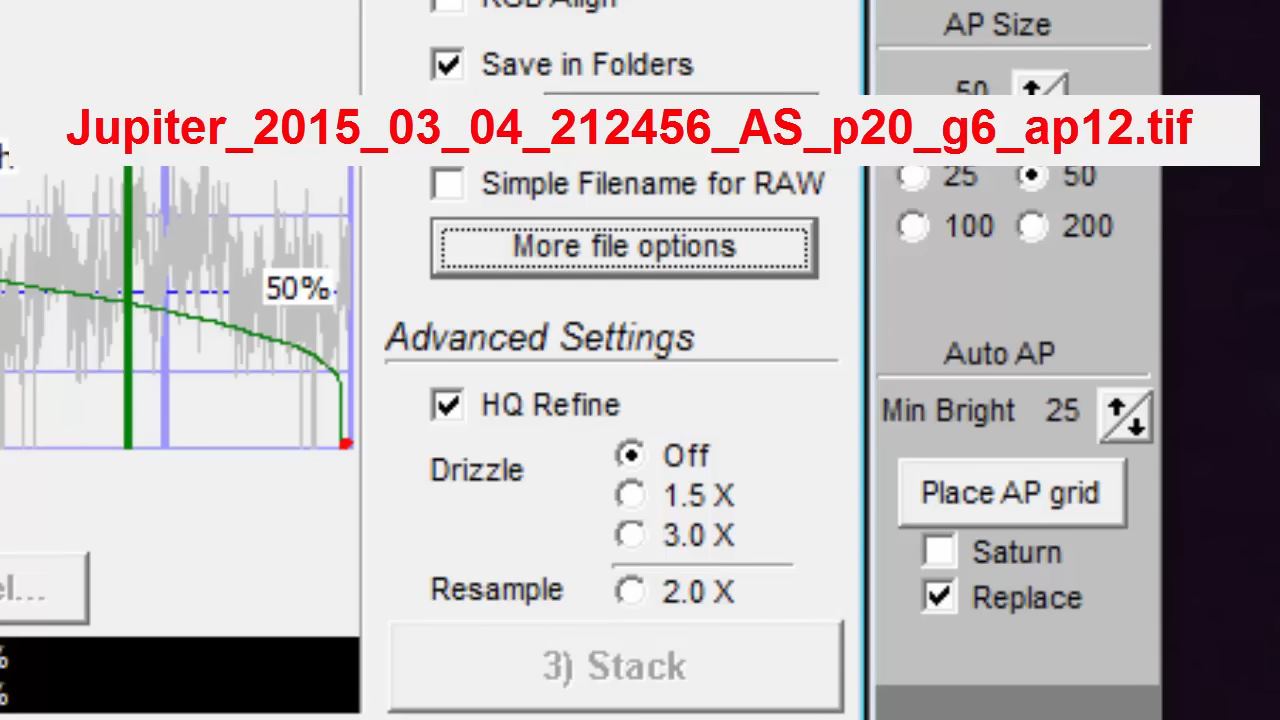 RGB Align
AP Size
Save in Folders
50
Jupiter_2015_03_04_212456_AS_p20_g6_ap12.tif
Simple Filename for RAW
25
50
100
200
More file options
50%
Advanced Settings
Auto AP
HQ Refine
Min Bright 25
Drizzle
Off
1.5 X
3.0 X
Place AP grid
Saturn
Resample
2.0 X
Replace
3) Stack
%
%